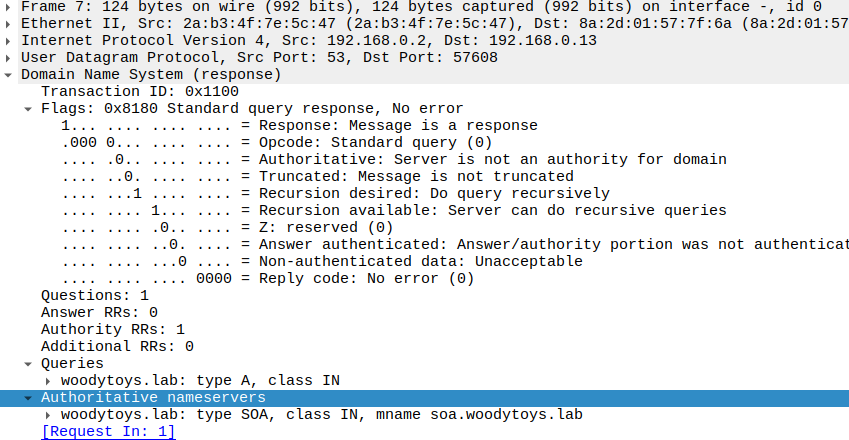 Frame 7: 124 bytes on wire (992 bits), 124 bytes captured (992 bits) on interface -, id 0
Ethernet II, Src: 2a:b3:4f:7e:5c:47 (2a:b3:4f:7e:5c:47), Dst: 8a:2d:01:57:7f:6a (8a:2d:01:57
Internet Protocol Version 4, Src: 192.168.0.2, Dst: 192.168.0.13
User Datagram Protocol, Src Port: 53, Dst Port: 57608
Domain Name System (response)
Transaction ID: 0x1100
Flags: 0x8180 Standard query response, No error
1... .... .... .... = Response: Message is a response
.000 0... .... .... = Opcode: Standard query (0)
.... .0.. .... .... = Authoritative: Server is not an authority for domain
.... ..0. .... .... = Truncated: Message is not truncated
.... ...1 .... .... = Recursion desired: Do query recursively
.... .... 1... .... = Recursion available: Server can do recursive queries
.... .... .0.. .... = Z: reserved (0)
.... .... ..0. .... = Answer authenticated: Answer/authority portion was not authenticat
.... .... ...0 .... = Non-authenticated data: Unacceptable
.... .... .... 0000 = Reply code: No error (0)
Questions: 1
Answer RRs: 0
Authority RRs: 1
Additional RRs: 0
Queries
woodytoys.lab: type A, class IN
Authoritative nameservers
woodytoys.lab: type SOA, class IN, mname soa.woodytoys.lab
[Request In: 1]